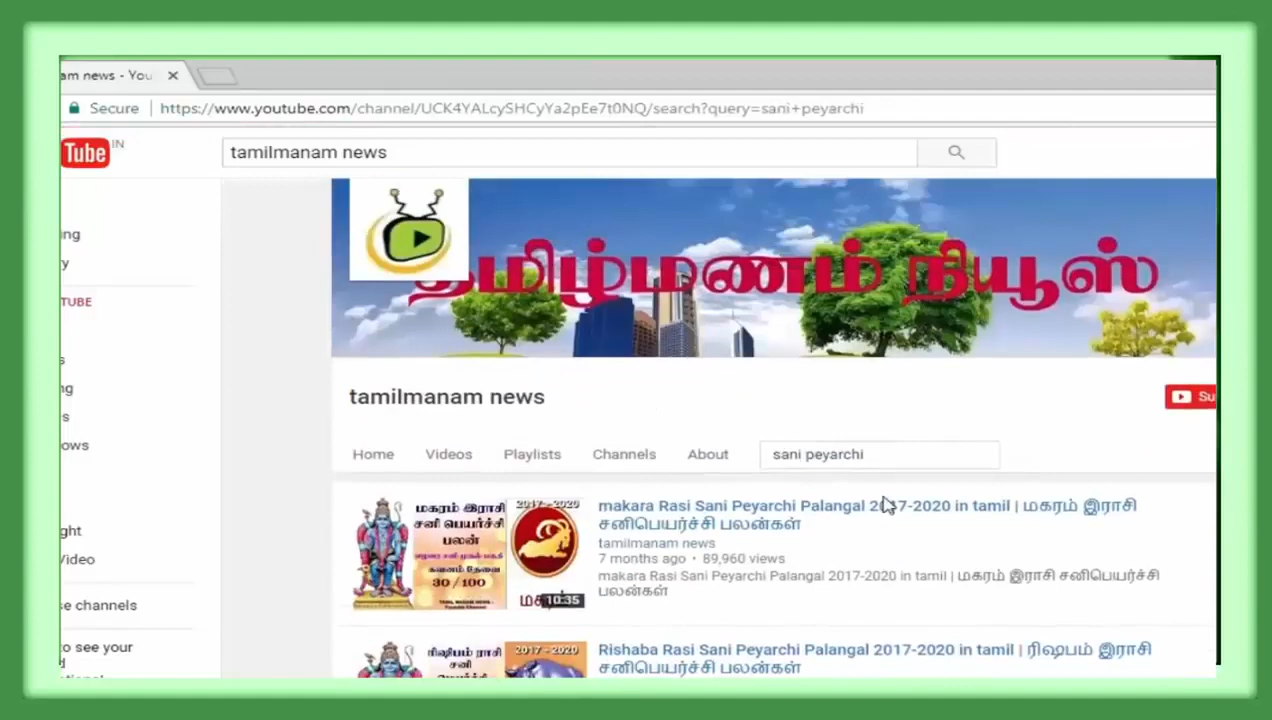 am news - You
Secure https://www.youtube.com/channel/UCK4YALcySHCyYa2pEe7t0NQ/search?query=sani+peyarchi
Tube IN
tamilmanam news
தமிழ்மணம் நியூஸ்
ng
y
TUBE
s
ng
s
ows
ght
Video
se channels
o see your
d
tamilmanam news
Su
Home Videos Playlists Channels About sani peyarchi
மகரம் இராசி
சனி பெயர்ச்சி
பலன்
கவனம் தேவை
30 / 100
2017-2020
10:35
makara Rasi Sani Peyarchi Palangal 2017-2020 in tamil | மகரம் இராசி
சனிபெயர்ச்சி பலன்கள்
tamilmanam news
7 months ago • 89,960 views
makara Rasi Sani Peyarchi Palangal 2017-2020 in tamil | மகரம் இராசி சனிபெயர்ச்சி
பலன்கள்
ரிஷபம் ராசி
சனி
2017-2020
Rishaba Rasi Sani Peyarchi Palangal 2017-2020 in tamil | ரிஷபம் இராசி
சனிபெயர்ச்சி பலன்கள்